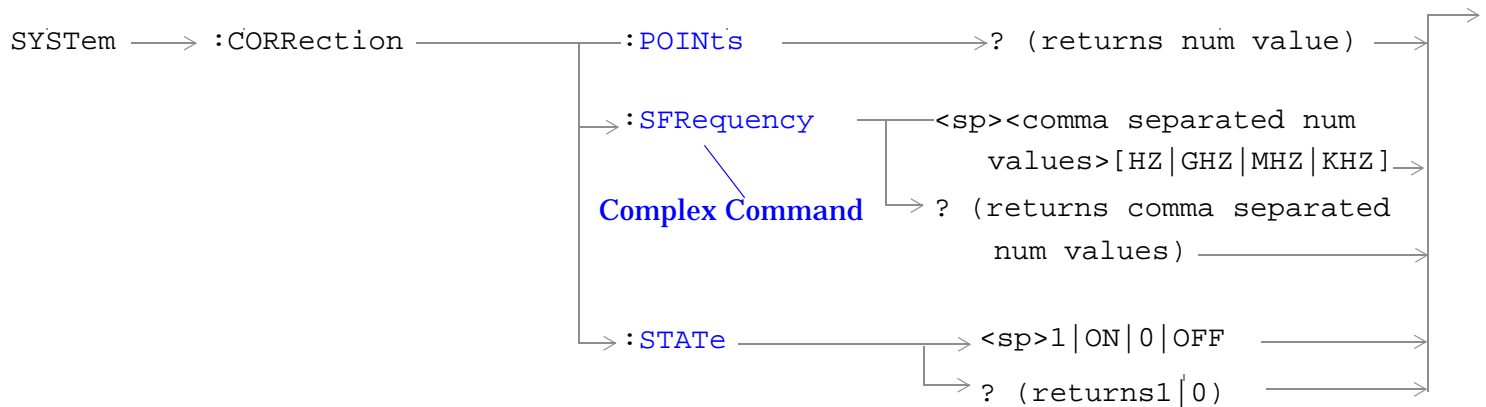 SYSTem :CORRection :POINts ? (returns num value)
:SFRequency <sp><comma separated num
values>[HZ|GHZ|MHZ|KHZ]
Complex Command ? (returns comma separated
num values)
:STATe <sp>1|ON|0|OFF
? (returns1|0)